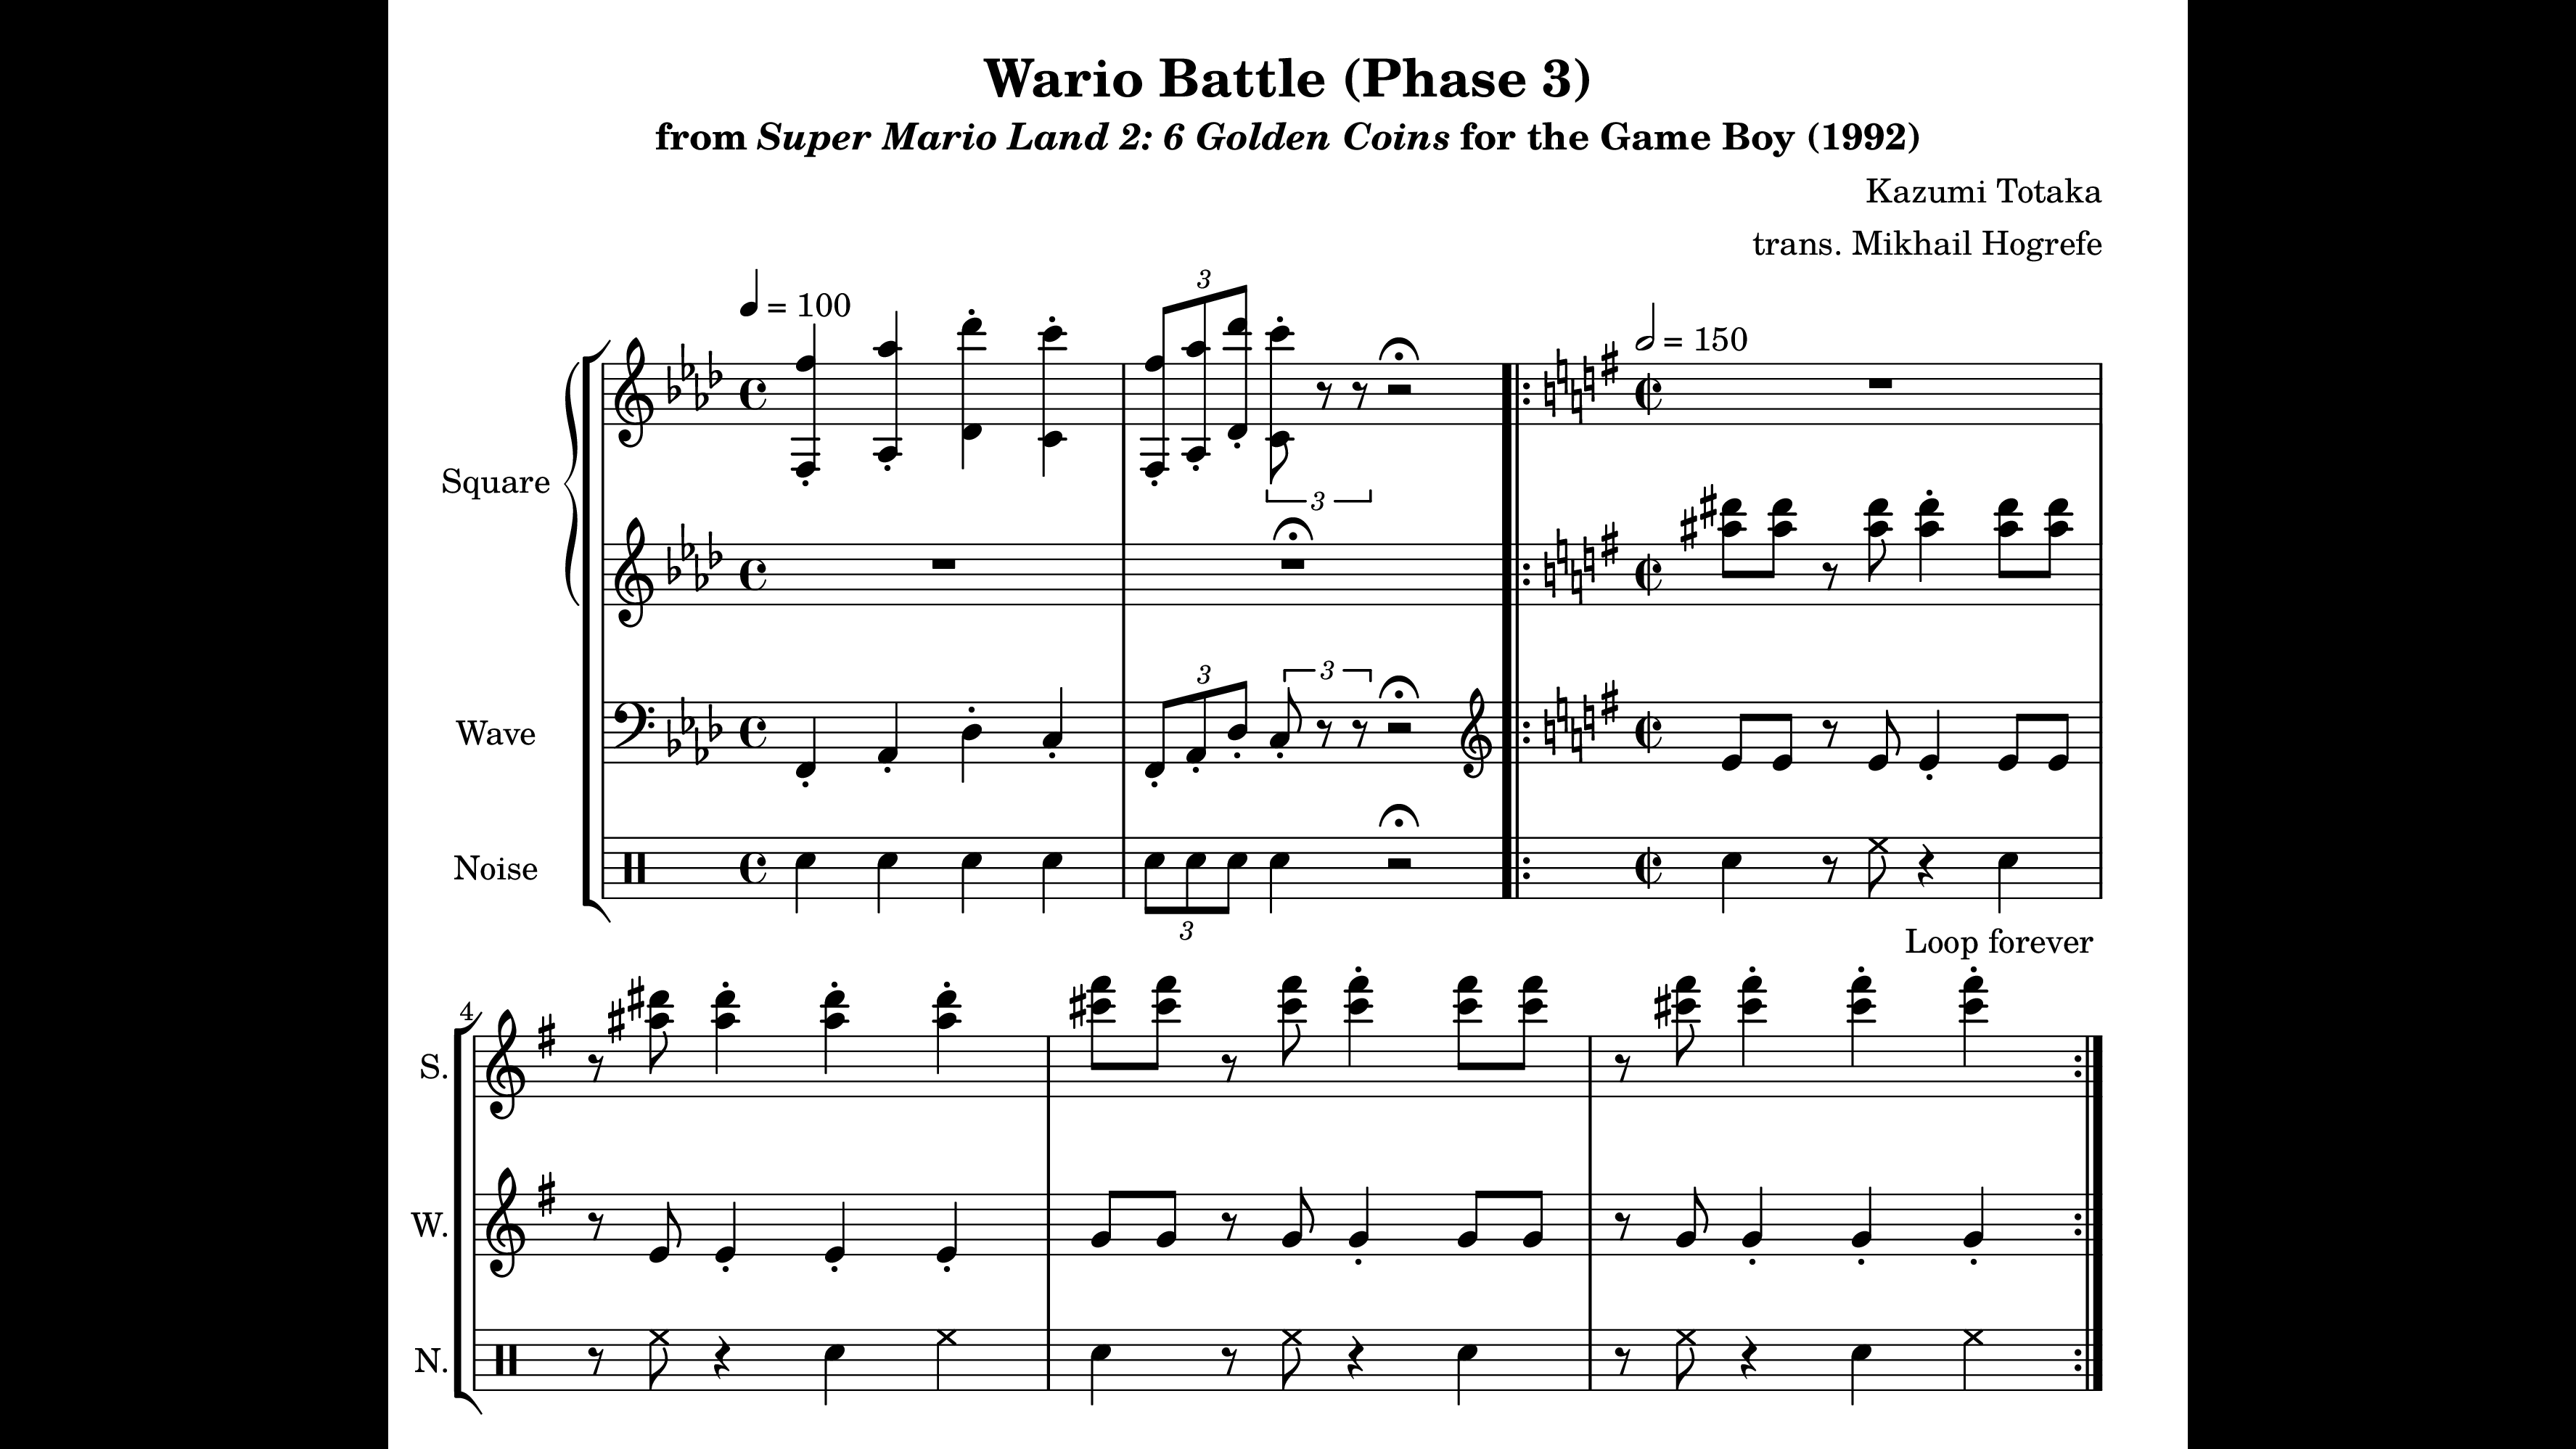 Wario Battle (Phase 3)
from Super Mario Land 2: 6 Golden Coins for the Game Boy (1992)
Kazumi Totaka
trans. Mikhail Hogrefe
= 100
3
= 150
Square
3
3
3
Wave
Noise
3
Loop forever
4
S.
W.
N.